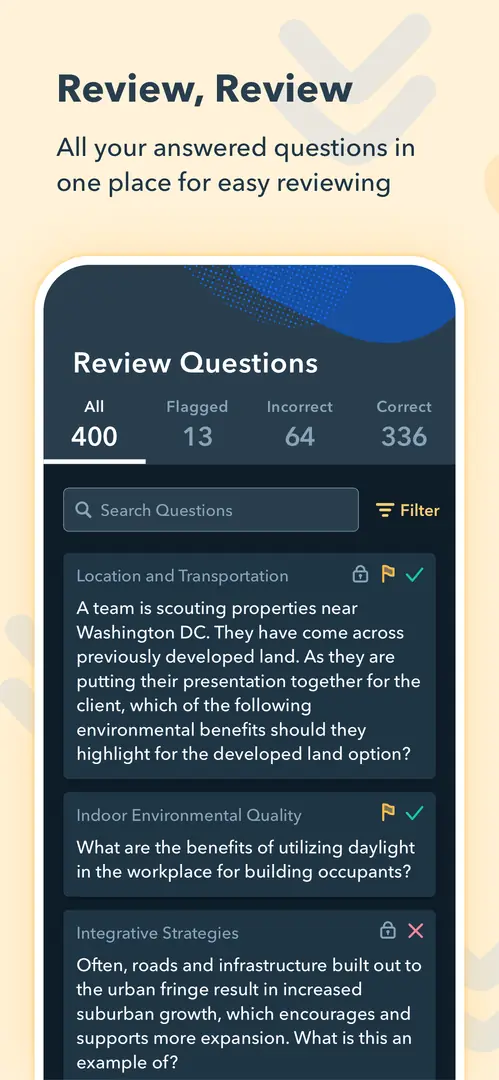 Review, Review
All your answered questions in
one place for easy reviewing
Review Questions
All Flagged Incorrect Correct
400 13 64 336
Search Questions Filter
Location and Transportation
A team is scouting properties near
Washington DC. They have come across
previously developed land. As they are
putting their presentation together for the
client, which of the following
environmental benefits should they
highlight for the developed land option?
Indoor Environmental Quality
What are the benefits of utilizing daylight
in the workplace for building occupants?
Integrative Strategies
Often, roads and infrastructure built out to
the urban fringe result in increased
suburban growth, which encourages and
supports more expansion. What is this an
example of?